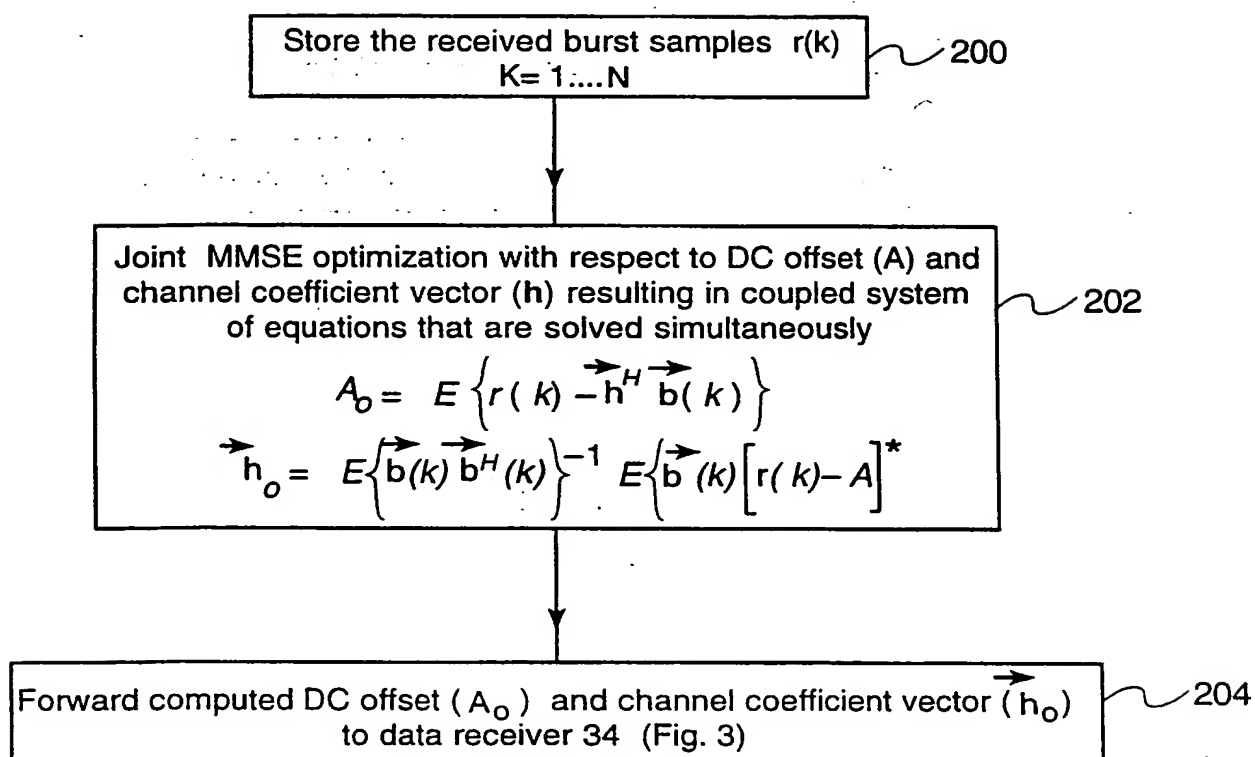 Store the received burst samples r(k)
K= 1....N
200
Joint MMSE optimization with respect to DC offset (A) and
channel coefficient vector (h) resulting in coupled system
of equations that are solved simultaneously
202
A_o = E {r(k) – h⃗^H b⃗(k)}
h⃗_o = E{b⃗(k) b⃗^H(k)}^–1 E{b⃗(k)[r(k)– A]*
Forward computed DC offset (A_o) and channel coefficient vector (h⃗_o)
to data receiver 34 (Fig. 3)
204